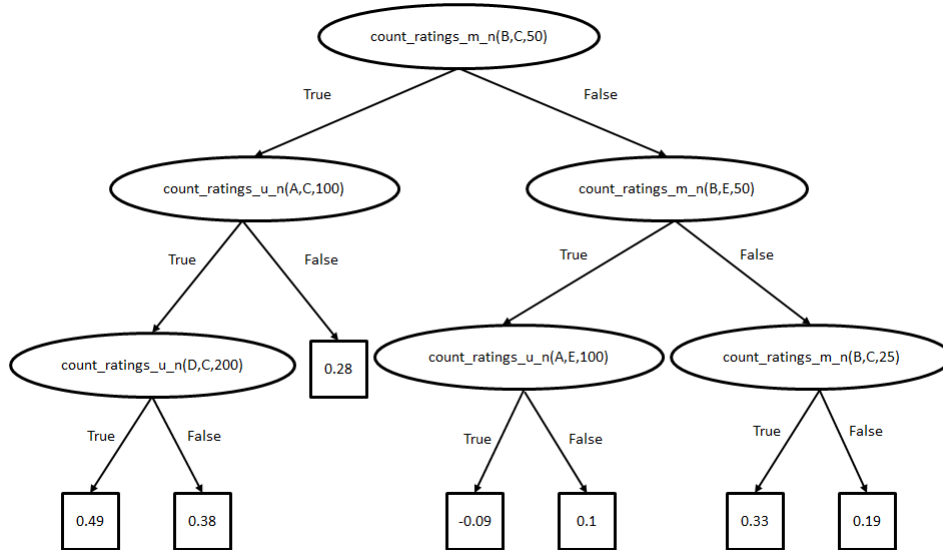 count_ratings_m_n(B,C,50)
True
False
count_ratings_u_n(A,C,100)
count_ratings_m_n(B,E,50)
True
False
True
False
count_ratings_u_n(D,C,200)
0.28
count_ratings_u_n(A,E,100)
count_ratings_m_n(B,C,25)
True
False
True
False
True
False
0.49
0.38
-0.09
0.1
0.33
0.19